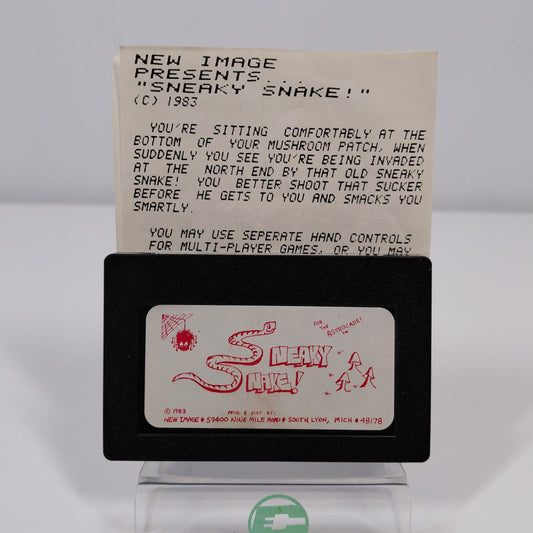 NEW IMAGE
PRESENTS...
"SNEAKY SNAKE!"
(C) 1983
YOU'RE SITTING COMFORTABLY AT THE
BOTTOM OF YOUR MUSHROOM PATCH, WHEN
SUDDENLY YOU SEE YOU'RE BEING INVADED
AT THE NORTH END BY THAT OLD SNEAKY
SNAKE! YOU BETTER SHOOT THAT SUCKER
BEFORE HE GETS TO YOU AND SMACKS YOU
SMARTLY.
YOU MAY USE SEPERATE HAND CONTROLS
FOR MULTI-PLAYER GAMES, OR YOU MAY
FOR THE
ASTROCADE!
TM
SNEAKY
SNAKE!
© 1983
MFG. & DIST. BY:
NEW IMAGE * 59400 NINE MILE ROAD * SOUTH LYON, MICH * 48178